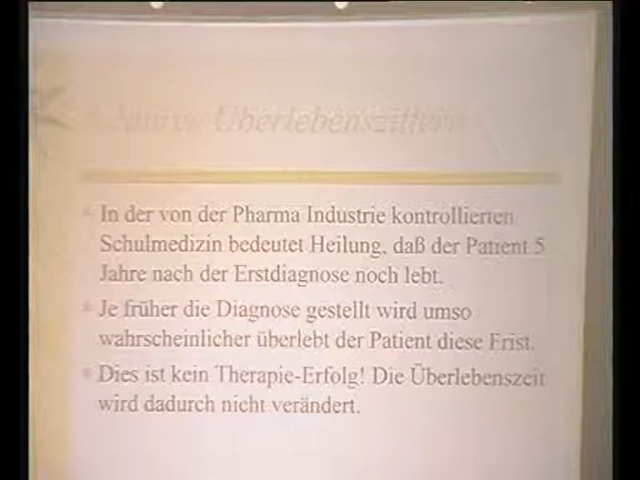 Jahres Überlebensziffern
In der von der Pharma Industrie kontrollierten
Schulmedizin bedeutet Heilung, daß der Patient 5
Jahre nach der Erstdiagnose noch lebt.
Je früher die Diagnose gestellt wird umso
wahrscheinlicher überlebt der Patient diese Frist.
Dies ist kein Therapie-Erfolg! Die Überlebenszeit
wird dadurch nicht verändert.